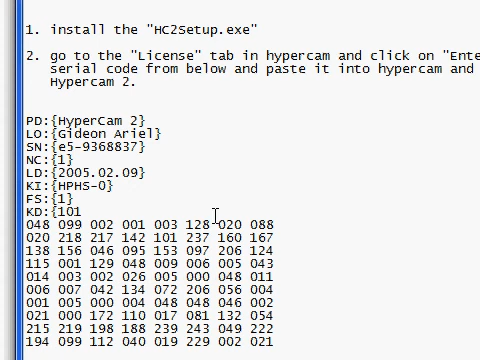 1. install the "HC2Setup.exe"
2. go to the "License" tab in hypercam and click on "Ente
serial code from below and paste it into hypercam and
Hypercam 2.
PD:{HyperCam 2}
LO:{Gideon Ariel}
SN:{e5-9368837}
NC:{1}
LD:{2005.02.09}
KI:{HPHS-0}
FS:{1}
KD:{101
048 099 002 001 003 128 020 088
020 218 217 142 101 237 160 167
138 156 046 095 153 097 206 124
115 001 129 048 009 006 005 043
014 003 002 026 005 000 048 011
006 007 042 134 072 206 056 004
001 005 000 004 048 048 046 002
021 000 172 110 017 081 132 054
215 219 198 188 239 243 049 222
194 099 112 040 019 229 002 021